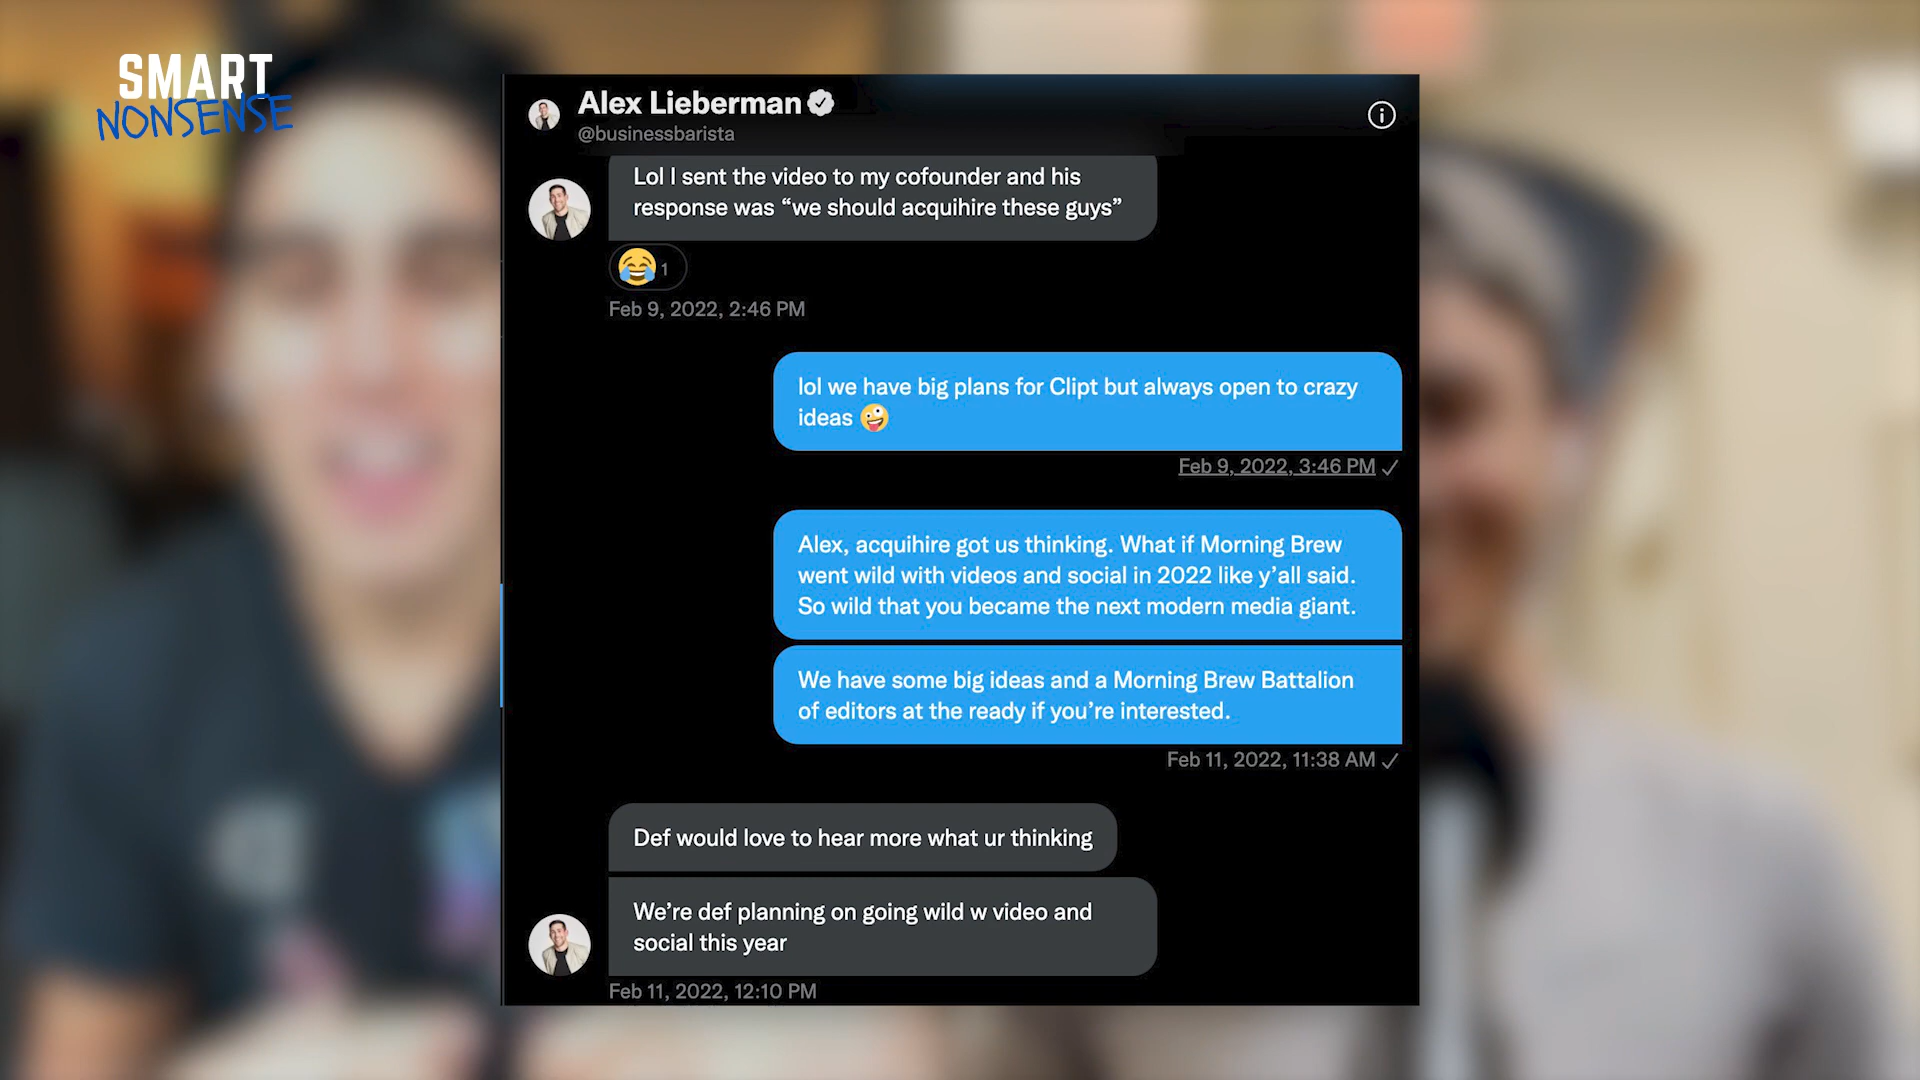 SMART
NONSENSE
Alex Lieberman
@businessbarista
Lol I sent the video to my cofounder and his
response was “we should acquihire these guys”
😂 1
Feb 9, 2022, 2:46 PM
lol we have big plans for Clipt but always open to crazy
ideas 🤪
Feb 9, 2022, 3:46 PM ✓
Alex, acquihire got us thinking. What if Morning Brew
went wild with videos and social in 2022 like y’all said.
So wild that you became the next modern media giant.
We have some big ideas and a Morning Brew Battalion
of editors at the ready if you’re interested.
Feb 11, 2022, 11:38 AM ✓
Def would love to hear more what ur thinking
We’re def planning on going wild w video and
social this year
Feb 11, 2022, 12:10 PM